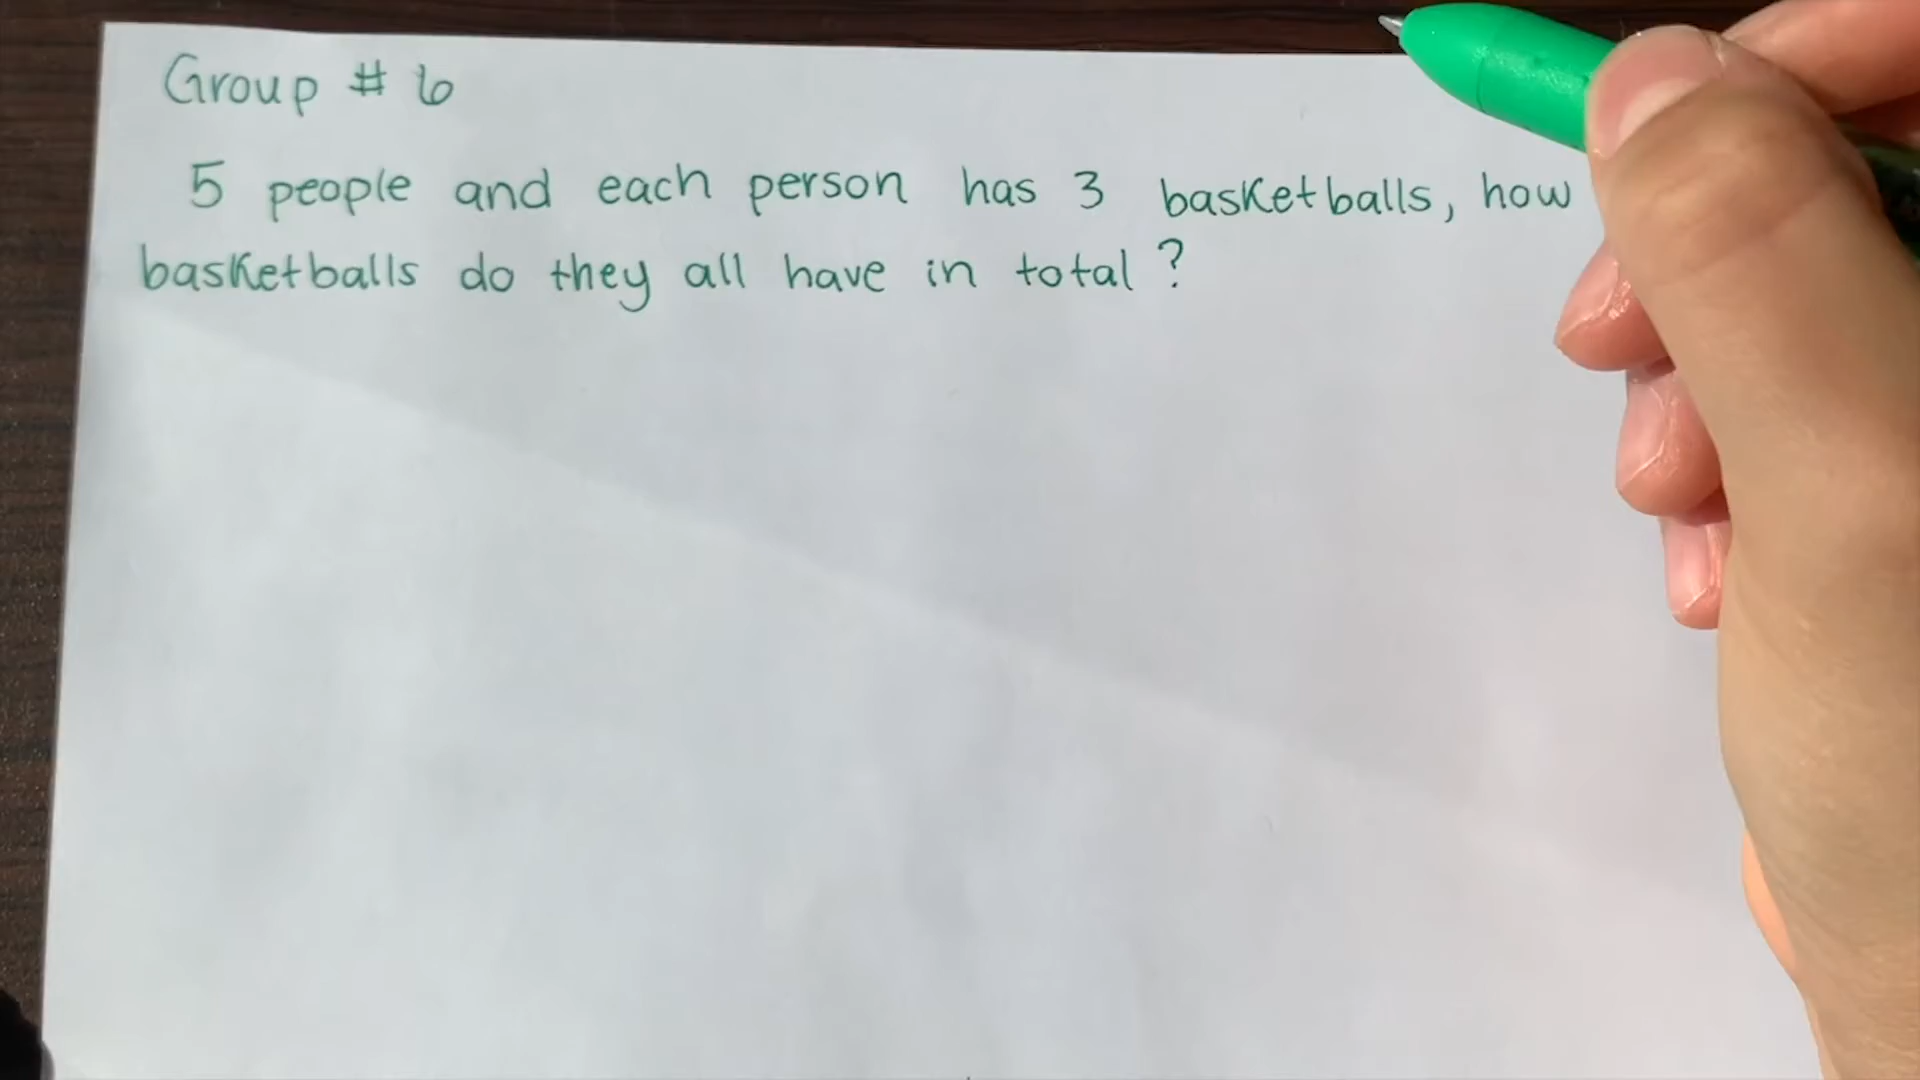 Group # 6
5 people and each person has 3 basketballs, how
basketballs do they all have in total ?